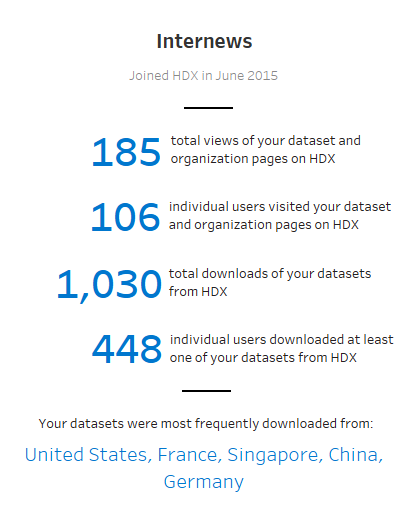 Internews
Joined HDX in June 2015
185
total views of your dataset and
organization pages on HDX
106
individual users visited your dataset
and organization pages on HDX
1,030
total downloads of your datasets
from HDX
448
individual users downloaded at least
one of your datasets from HDX
Your datasets were most frequently downloaded from:
United States, France, Singapore, China,
Germany